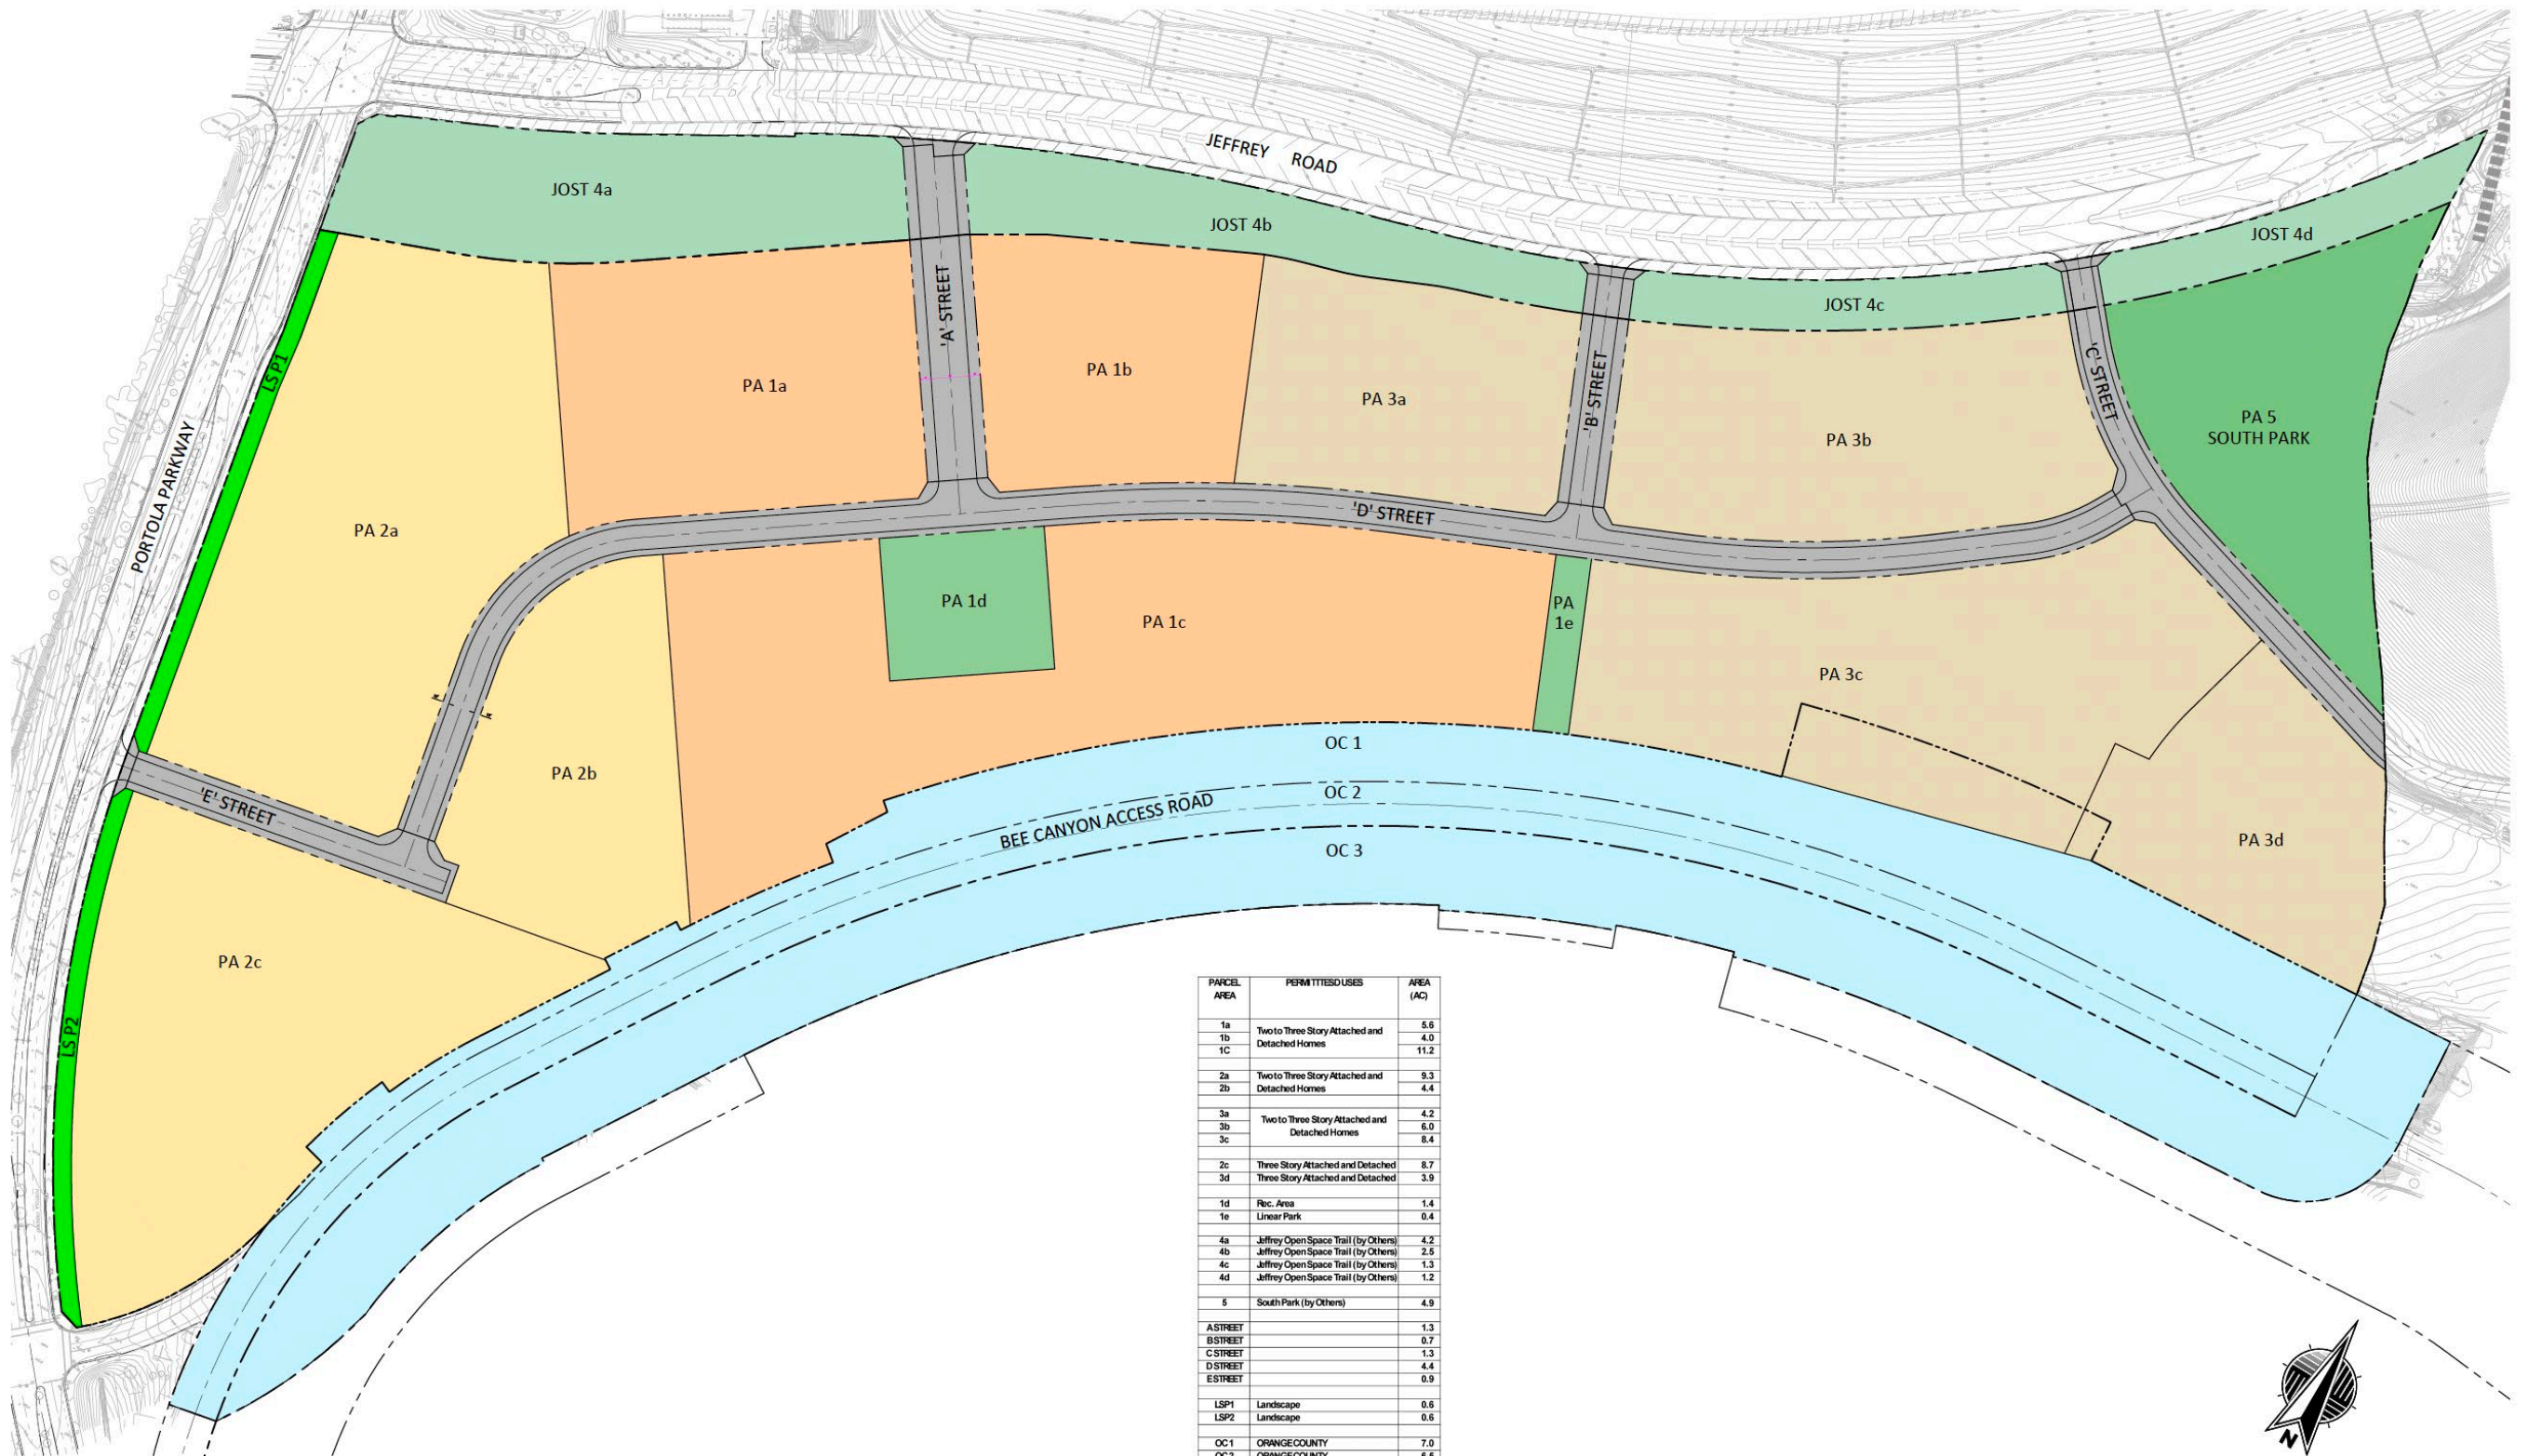 JEFFREY ROAD
JOST 4a
JOST 4b
JOST 4c
JOST 4d
PORTOLA PARKWAY
LS P1
LS P2
'A' STREET
'B' STREET
'C' STREET
'D' STREET
'E' STREET
PA 1a
PA 1b
PA 3a
PA 3b
PA 5
SOUTH PARK
PA 2a
PA 1d
PA 1c
PA
1e
PA 3c
PA 2b
PA 3d
PA 2c
OC 1
OC 2
BEE CANYON ACCESS ROAD
OC 3
PARCEL AREA PERMITTTESD USES AREA (AC)
1a Two to Three Story Attached and 5.6
1b Detached Homes 4.0
1C 11.2
2a Two to Three Story Attached and 9.3
2b Detached Homes 4.4
3a Two to Three Story Attached and 4.2
3b Detached Homes 6.0
3c 8.4
2c Three Story Attached and Detached 8.7
3d Three Story Attached and Detached 3.9
1d Rec. Area 1.4
1e Linear Park 0.4
4a Jeffrey Open Space Trail (by Others) 4.2
4b Jeffrey Open Space Trail (by Others) 2.5
4c Jeffrey Open Space Trail (by Others) 1.3
4d Jeffrey Open Space Trail (by Others) 1.2
5 South Park (by Others) 4.9
A STREET 1.3
B STREET 0.7
C STREET 1.3
D STREET 4.4
E STREET 0.9
LSP1 Landscape 0.6
LSP2 Landscape 0.6
OC 1 ORANGE COUNTY 7.0
OC 2 ORANGE COUNTY
N